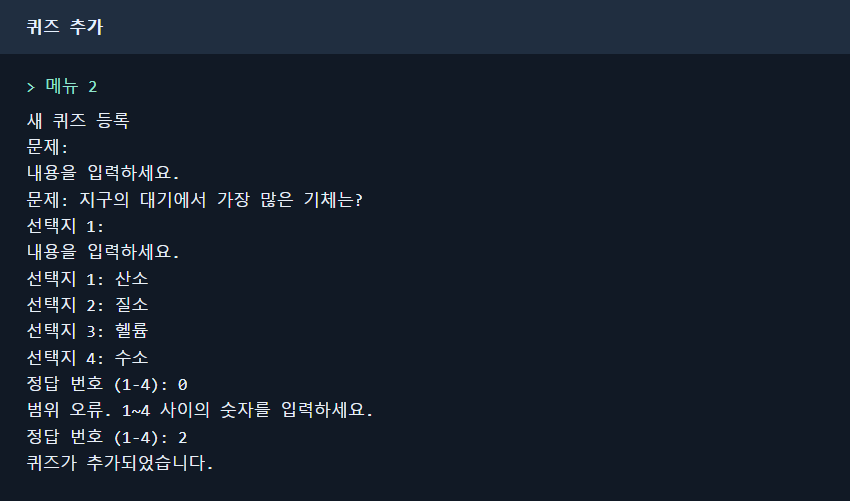 퀴즈 추가
> 메뉴 2
새 퀴즈 등록
문제:
내용을 입력하세요.
문제: 지구의 대기에서 가장 많은 기체는?
선택지 1:
내용을 입력하세요.
선택지 1: 산소
선택지 2: 질소
선택지 3: 헬륨
선택지 4: 수소
정답 번호 (1-4): 0
범위 오류. 1~4 사이의 숫자를 입력하세요.
정답 번호 (1-4): 2
퀴즈가 추가되었습니다.